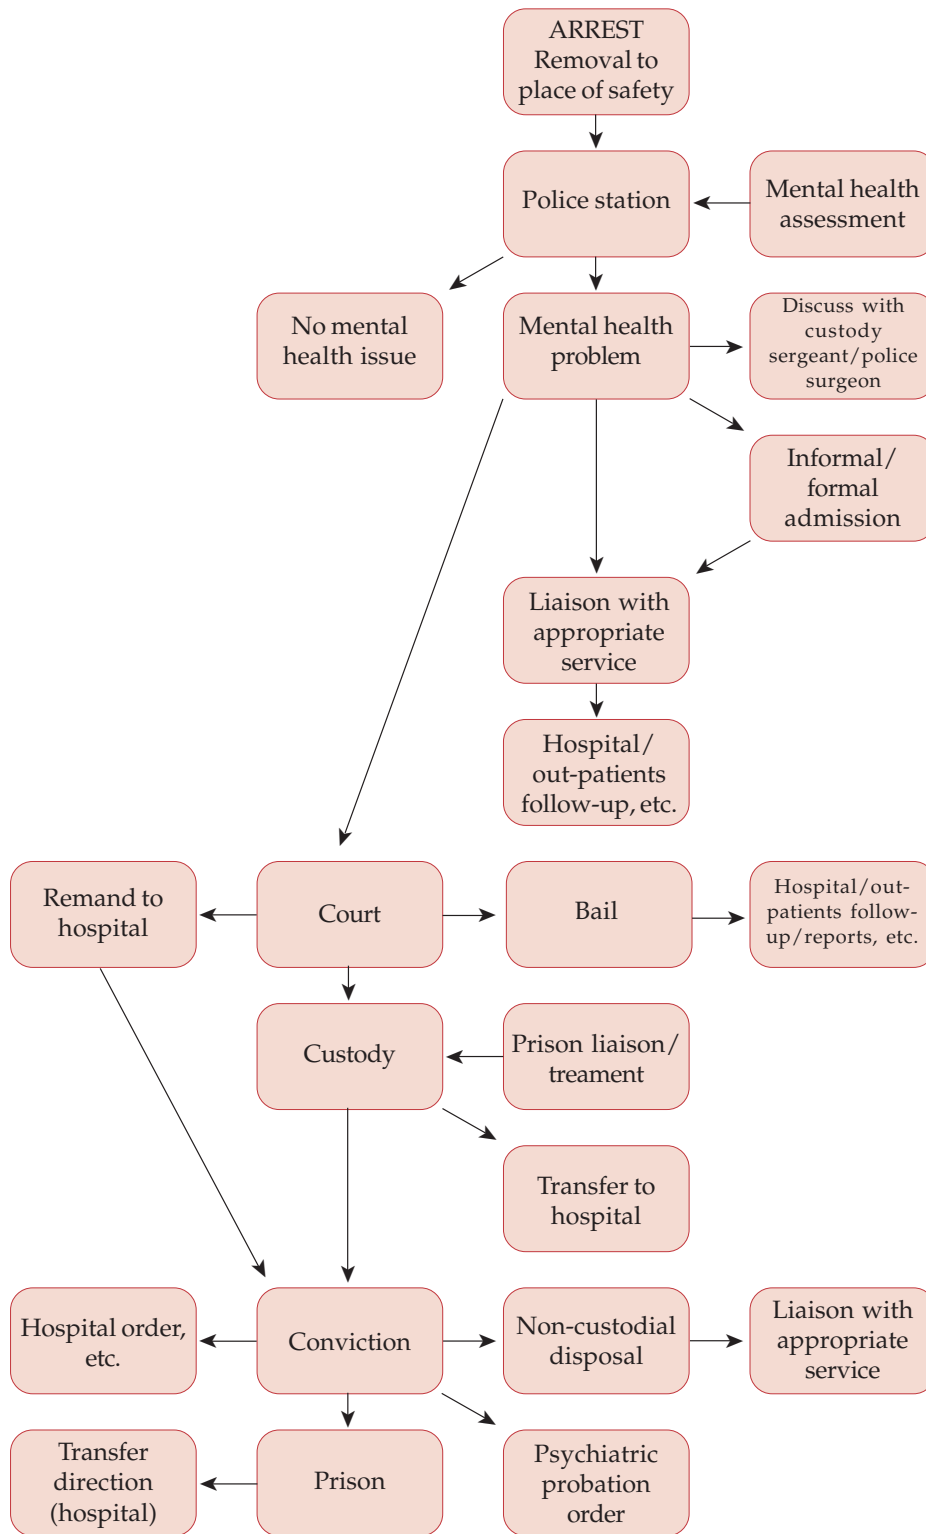 ARREST
Removal to
place of safety
Police station
Mental health
assessment
No mental
health issue
Mental health
problem
Discuss with
custody
sergeant/police
surgeon
Informal/
formal
admission
Liaison with
appropriate
service
Hospital/
out-patients
follow-up, etc.
Remand to
hospital
Court
Bail
Hospital/out-
patients follow-
up/reports, etc.
Custody
Prison liaison/
treament
Transfer to
hospital
Hospital order,
etc.
Conviction
Non-custodial
disposal
Liaison with
appropriate
service
Transfer
direction
(hospital)
Prison
Psychiatric
probation
order